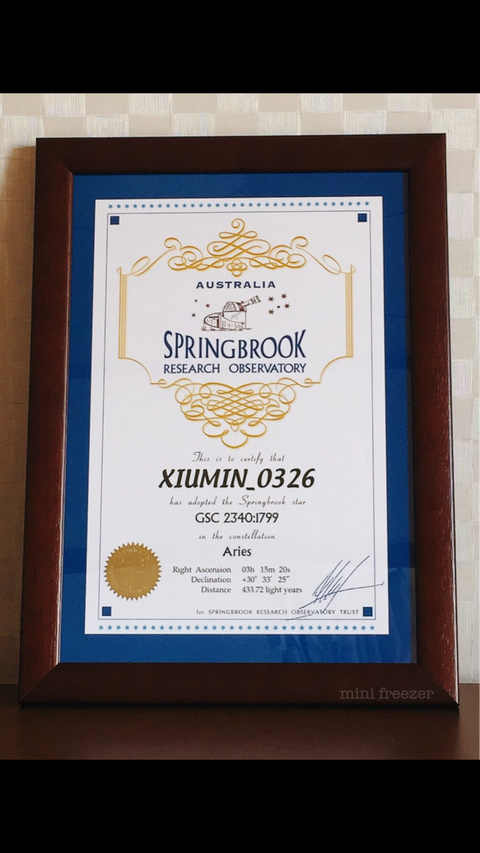 AUSTRALIA
SPRINGBROOK
RESEARCH OBSERVATORY
This is to certify that
XIUMIN_0326
has adopted the Springbrook star
GSC 2340:1799
in the constellation
Aries
Right Ascension 03h 15m 20s
Declination +30° 33' 25"
Distance 433.72 light years
for SPRINGBROOK RESEARCH OBSERVATORY TRUST
mini freezer